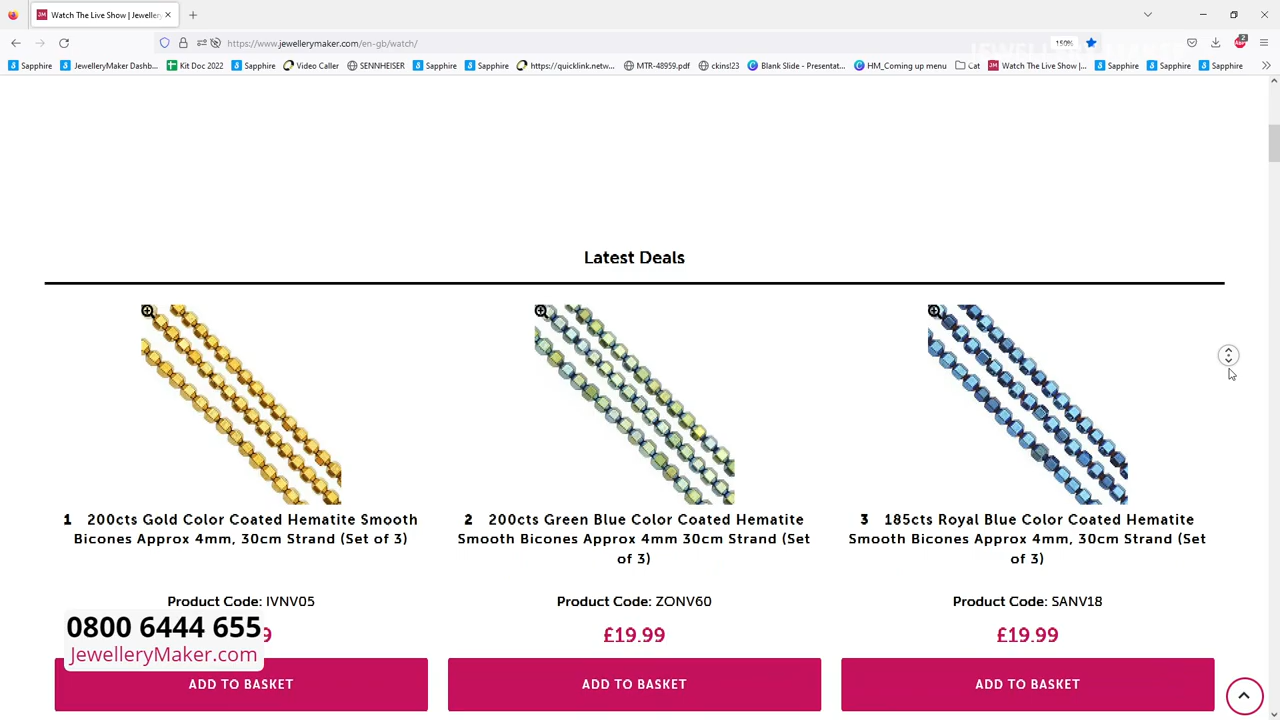 Watch The Live Show | Jeweller
https://www.jewellerymaker.com
gb/watch/
150%
2
JEWELLERYMAKER
Sapphire
JewelleryMaker Dashb...
Kit Doc 2022
Sapphire
Video Caller
SENNHEISER
Sapphire
Sapphire
https://quicklink.netw...
MTR-48959.pdf
ckins!23
Blank Slide - Presentat...
HM_Coming up menu
Cat
Watch The Live Show |...
Sapphire
Sapphire
Sapphire
Latest Deals
1 200cts Gold Color Coated Hematite Smooth
Bicones Approx 4mm, 30cm Strand (Set of 3)
Product Code: IVNV05
9
ADD TO BASKET
2 200cts Green Blue Color Coated Hematite
Smooth Bicones Approx 4mm 30cm Strand (Set
of 3)
Product Code: ZONV60
£19.99
ADD TO BASKET
3 185cts Royal Blue Color Coated Hematite
Smooth Bicones Approx 4mm, 30cm Strand (Set
of 3)
Product Code: SANV18
£19.99
ADD TO BASKET
0800 6444 655
JewelleryMaker.com